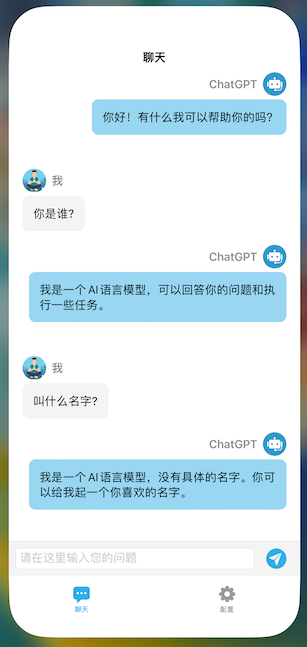 聊天
ChatGPT
你好！有什么我可以帮助你的吗?
我
你是谁?
ChatGPT
我是一个AI语言模型，可以回答你的问题和执
行一些任务。
我
叫什么名字?
ChatGPT
我是一个AI语言模型，没有具体的名字。你可
以给我起一个你喜欢的名字。
请在这里输入您的问题
聊天
配置